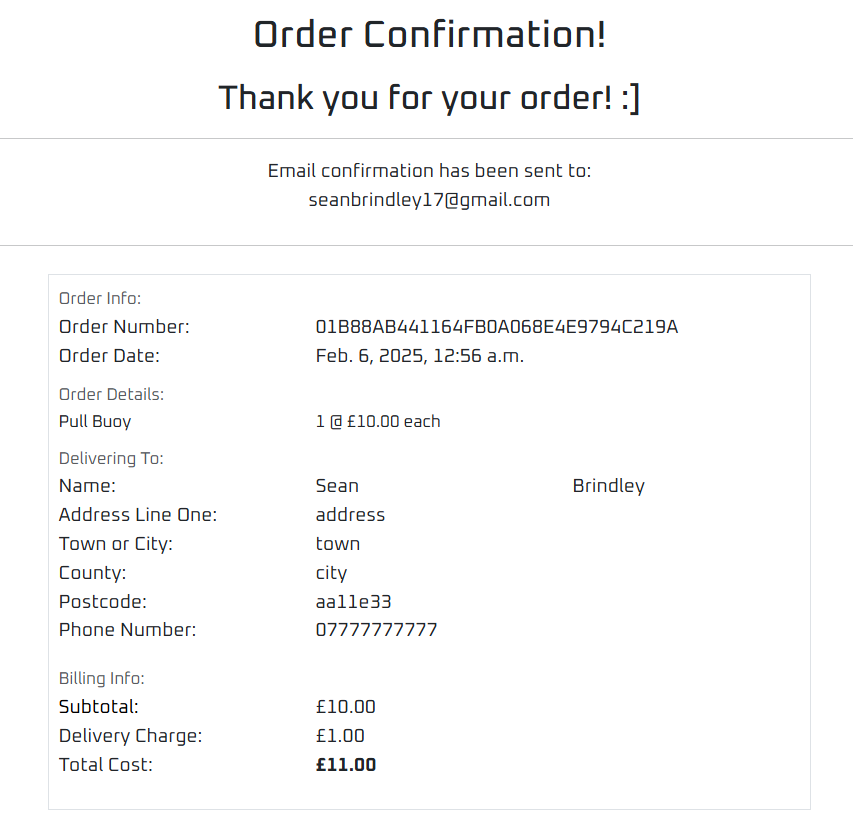 Order Confirmation!
Thank you for your order! :]
Email confirmation has been sent to:
seanbrindley17@gmail.com
Order Info:
Order Number: 01B88AB441164FB0A068E4E9794C219A
Order Date: Feb. 6, 2025, 12:56 a.m.
Order Details:
Pull Buoy 1 @ £10.00 each
Delivering To:
Name: Sean Brindley
Address Line One: address
Town or City: town
County: city
Postcode: aa11e33
Phone Number: 07777777777
Billing Info:
Subtotal: £10.00
Delivery Charge: £1.00
Total Cost: £11.00